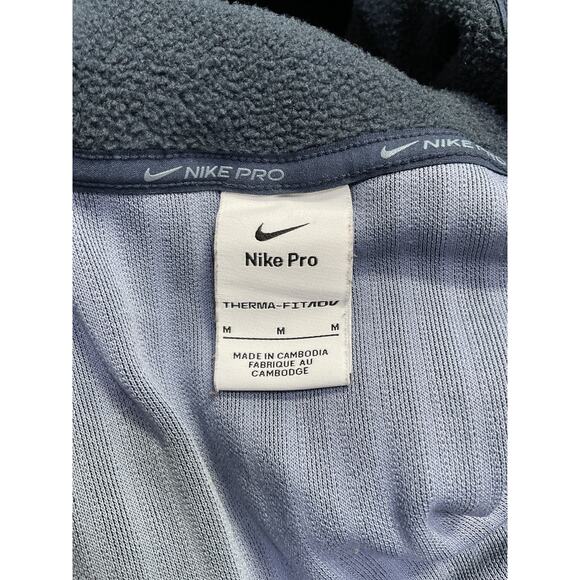 NIKE PRO
NIKE PRO
Nike Pro
THERMA-FIT ADV
M M M
MADE IN CAMBODIA
FABRIQUE AU
CAMBODGE